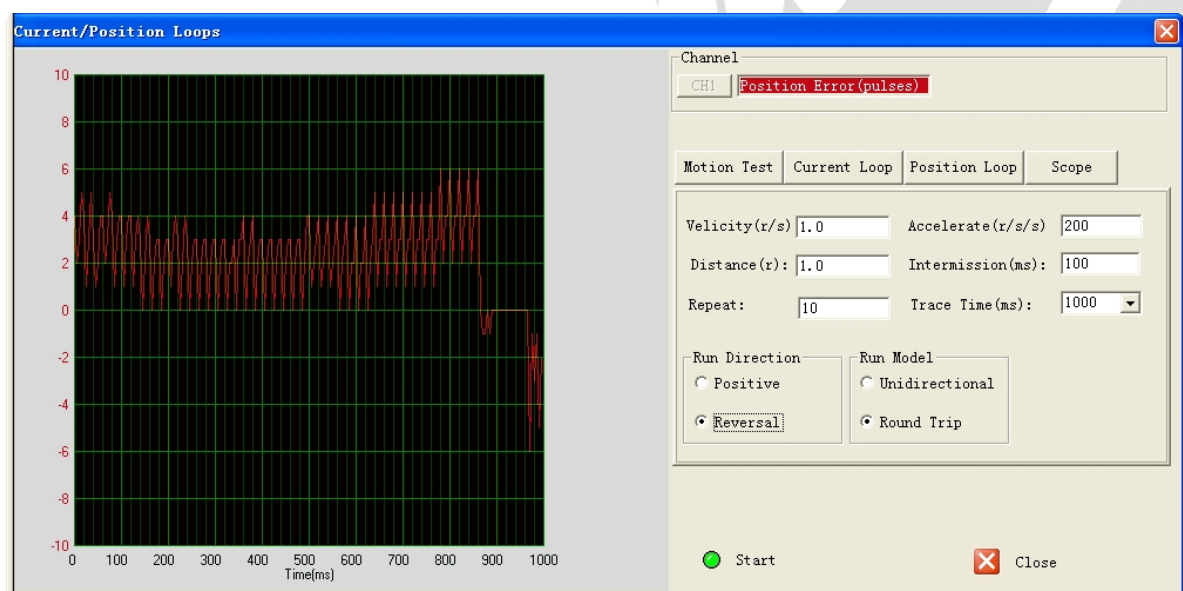 Current/Position Loops
10
8
6
4
2
0
-2
-4
-6
-8
-10
0 100 200 300 400 500 600 700 800 900 1000
Time(ms)
Channel
CH1 Position Error(pulses)
Motion Test Current Loop Position Loop Scope
Velicity(r/s) 1.0 Accelerate(r/s/s) 200
Distance(r): 1.0 Intermission(ms): 100
Repeat: 10 Trace Time(ms): 1000
Run Direction Run Model
Positive Unidirectional
Reversal Round Trip
Start Close